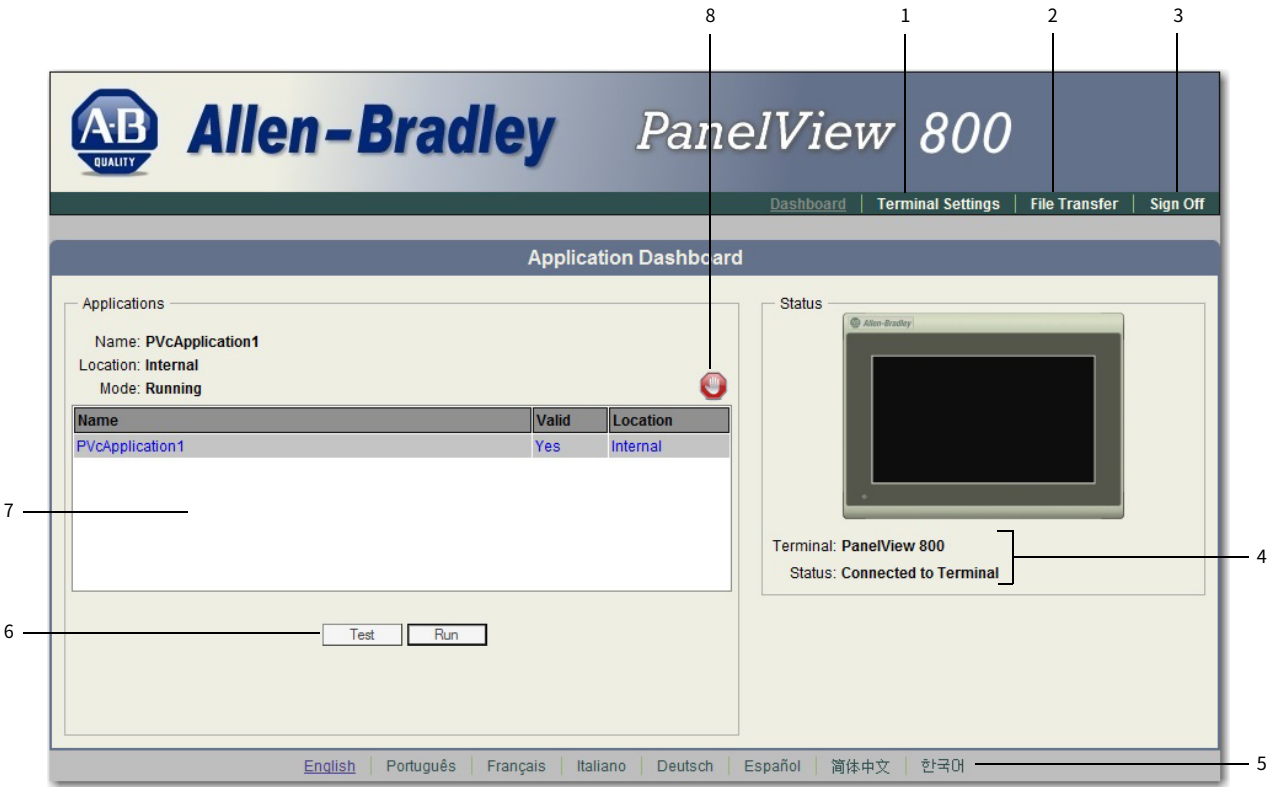 8 1 2 3
A·B
QUALITY
Allen-Bradley PanelView 800
Dashboard Terminal Settings File Transfer Sign Off
Application Dashboard
Applications
Name: PVcApplication1
Location: Internal
Mode: Running
Name Valid Location
PVcApplication1 Yes Internal
7
6
Test Run
Status
Allen-Bradley
Terminal: PanelView 800
Status: Connected to Terminal
4
English Português Français Italiano Deutsch Español 简体中文 한국어
5